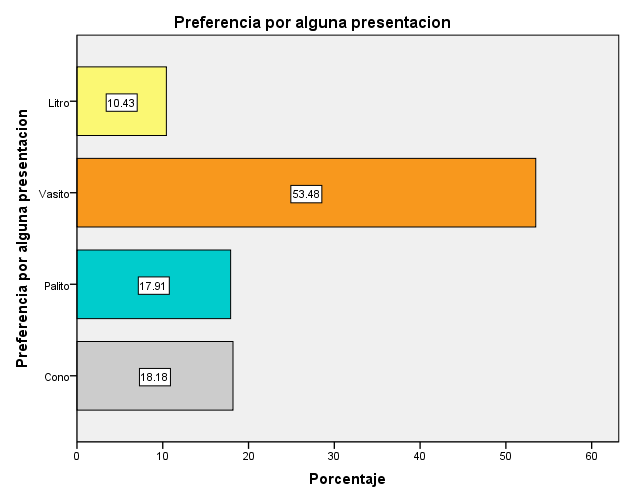 Preferencia por alguna presentacion
Preferencia por alguna presentacion
Litro
10.43
Vasito
53.48
Palito
17.91
Cono
18.18
0 10 20 30 40 50 60
Porcentaje